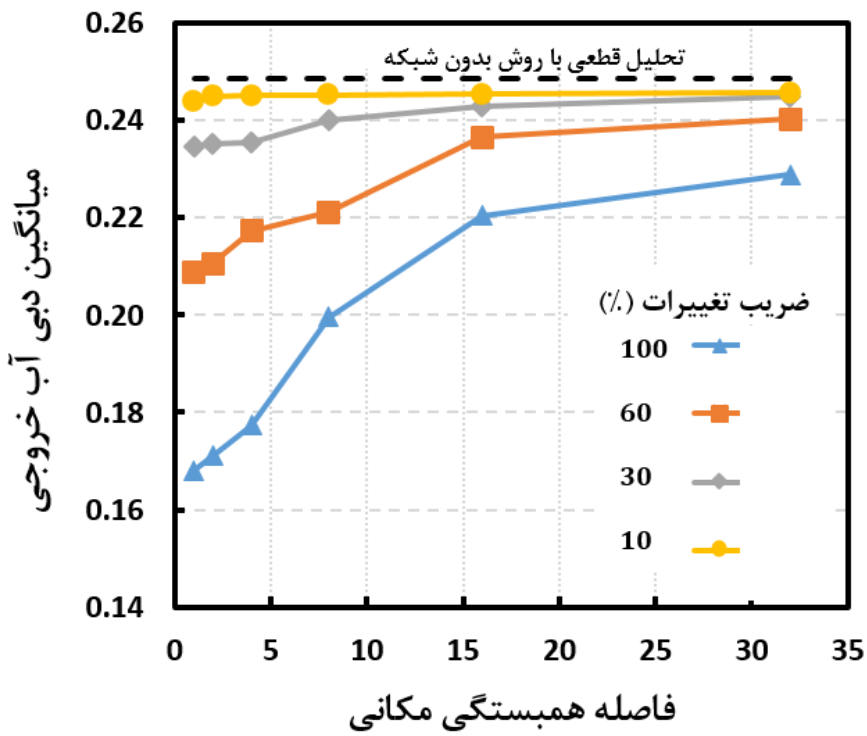 0.26
0.24
0.22
0.20
0.18
0.16
0.14
میانگین دبی آب خروجی
تحلیل قطعی با روش بدون شبکه
ضریب تغییرات (٪)
100
60
30
10
0 5 10 15 20 25 30 35
فاصله همبستگی مکانی